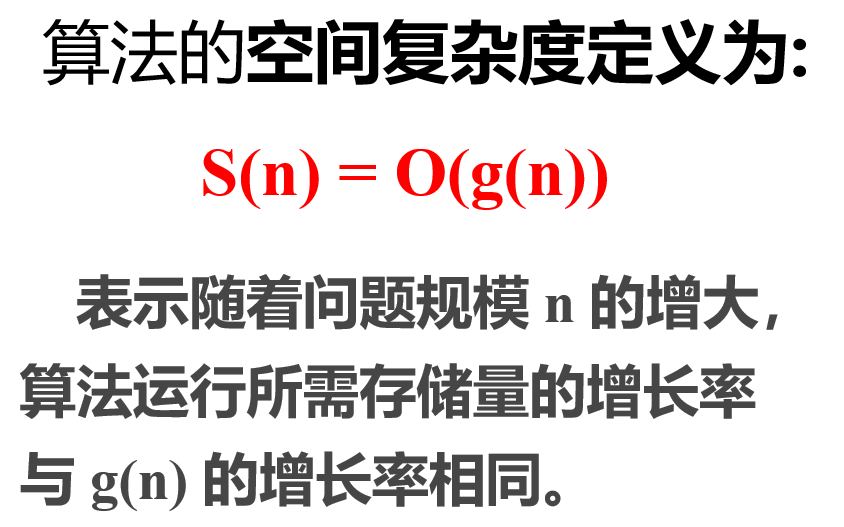 算法的空间复杂度定义为:
S(n) = O(g(n))
表示随着问题规模 n 的增大，
算法运行所需存储量的增长率
与 g(n) 的增长率相同。